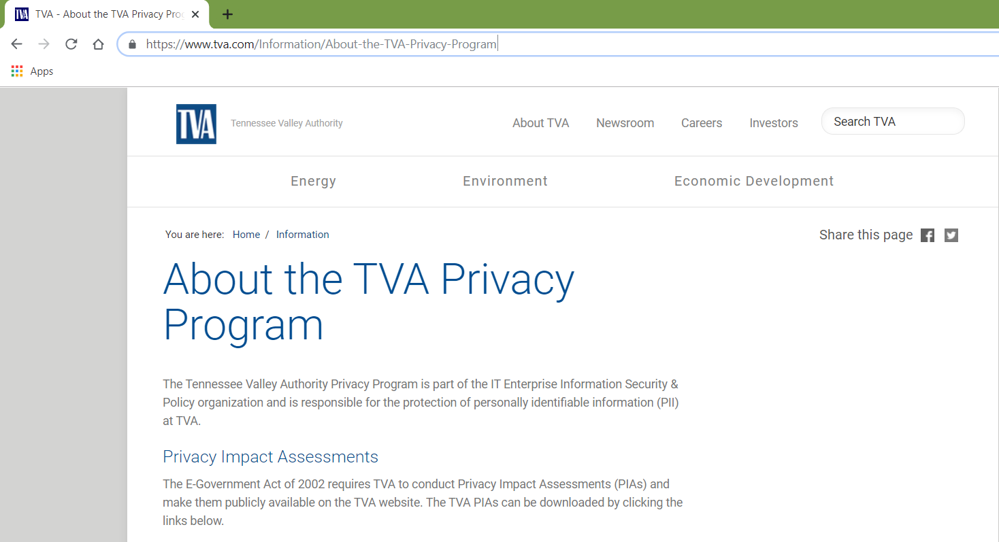 TVA TVA - About the TVA Privacy Pro
https://www.tva.com/Information/About-the-TVA-Privacy-Program
Apps
TVA Tennessee Valley Authority About TVA Newsroom Careers Investors Search TVA
Energy Environment Economic Development
You are here: Home / Information Share this page
About the TVA Privacy
Program
The Tennessee Valley Authority Privacy Program is part of the IT Enterprise Information Security &
Policy organization and is responsible for the protection of personally identifiable information (PII)
at TVA.
Privacy Impact Assessments
The E-Government Act of 2002 requires TVA to conduct Privacy Impact Assessments (PIAs) and
make them publicly available on the TVA website. The TVA PIAs can be downloaded by clicking the
links below.